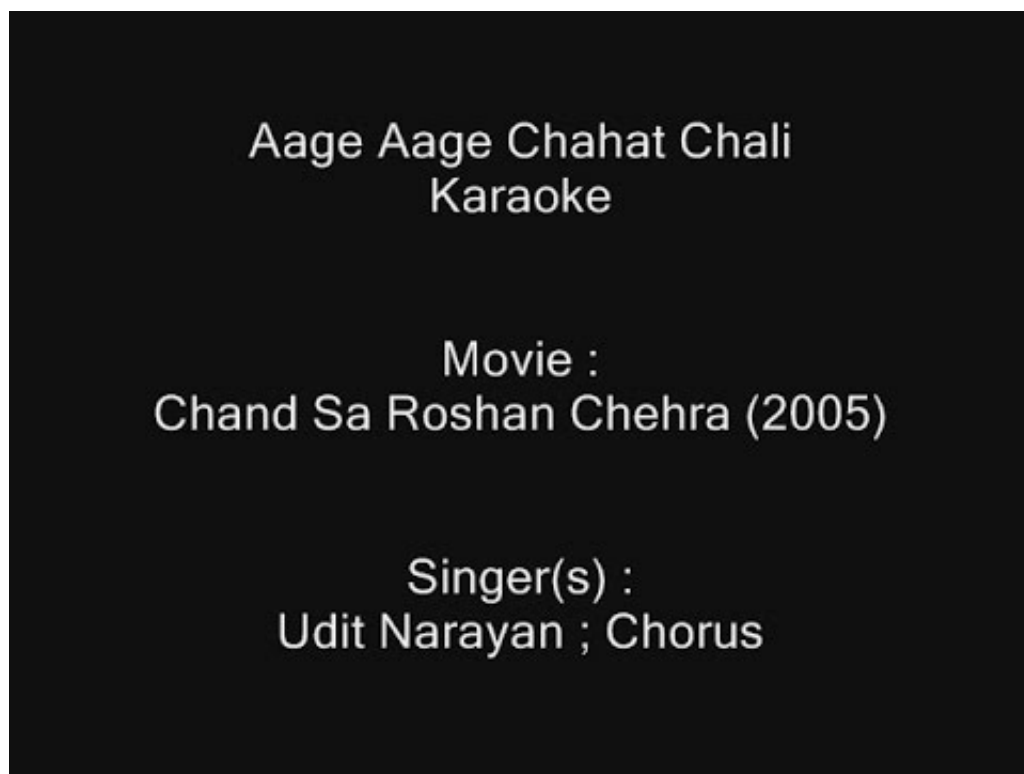 Aage Aage Chahat Chali
Karaoke
Movie :
Chand Sa Roshan Chehra (2005)
Singer(s) :
Udit Narayan ; Chorus